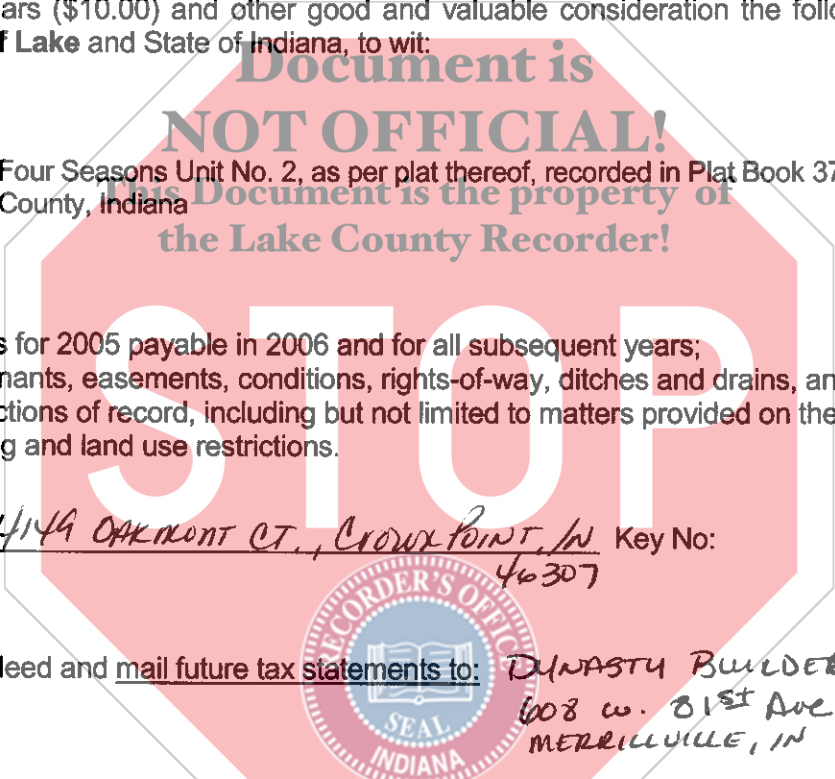 ars ($10.00) and other good and valuable consideration the follo
f Lake and State of Indiana, to wit:
Document is
NOT OFFICIAL!
Four Seasons Unit No. 2, as per plat thereof, recorded in Plat Book 37
This Document is the property of
County, Indiana
the Lake County Recorder!
STOP
s for 2005 payable in 2006 and for all subsequent years;
nants, easements, conditions, rights-of-way, ditches and drains, an
ctions of record, including but not limited to matters provided on the
g and land use restrictions.
4149 OAKMONT CT., CROWN POINT, IN Key No:
46307
RECORDER'S OFFICE
leed and mail future tax statements to: DYNASTY BUILDER
608 W. 81ST Ave
MERRILLVILLE, IN
SEAL
INDIANA